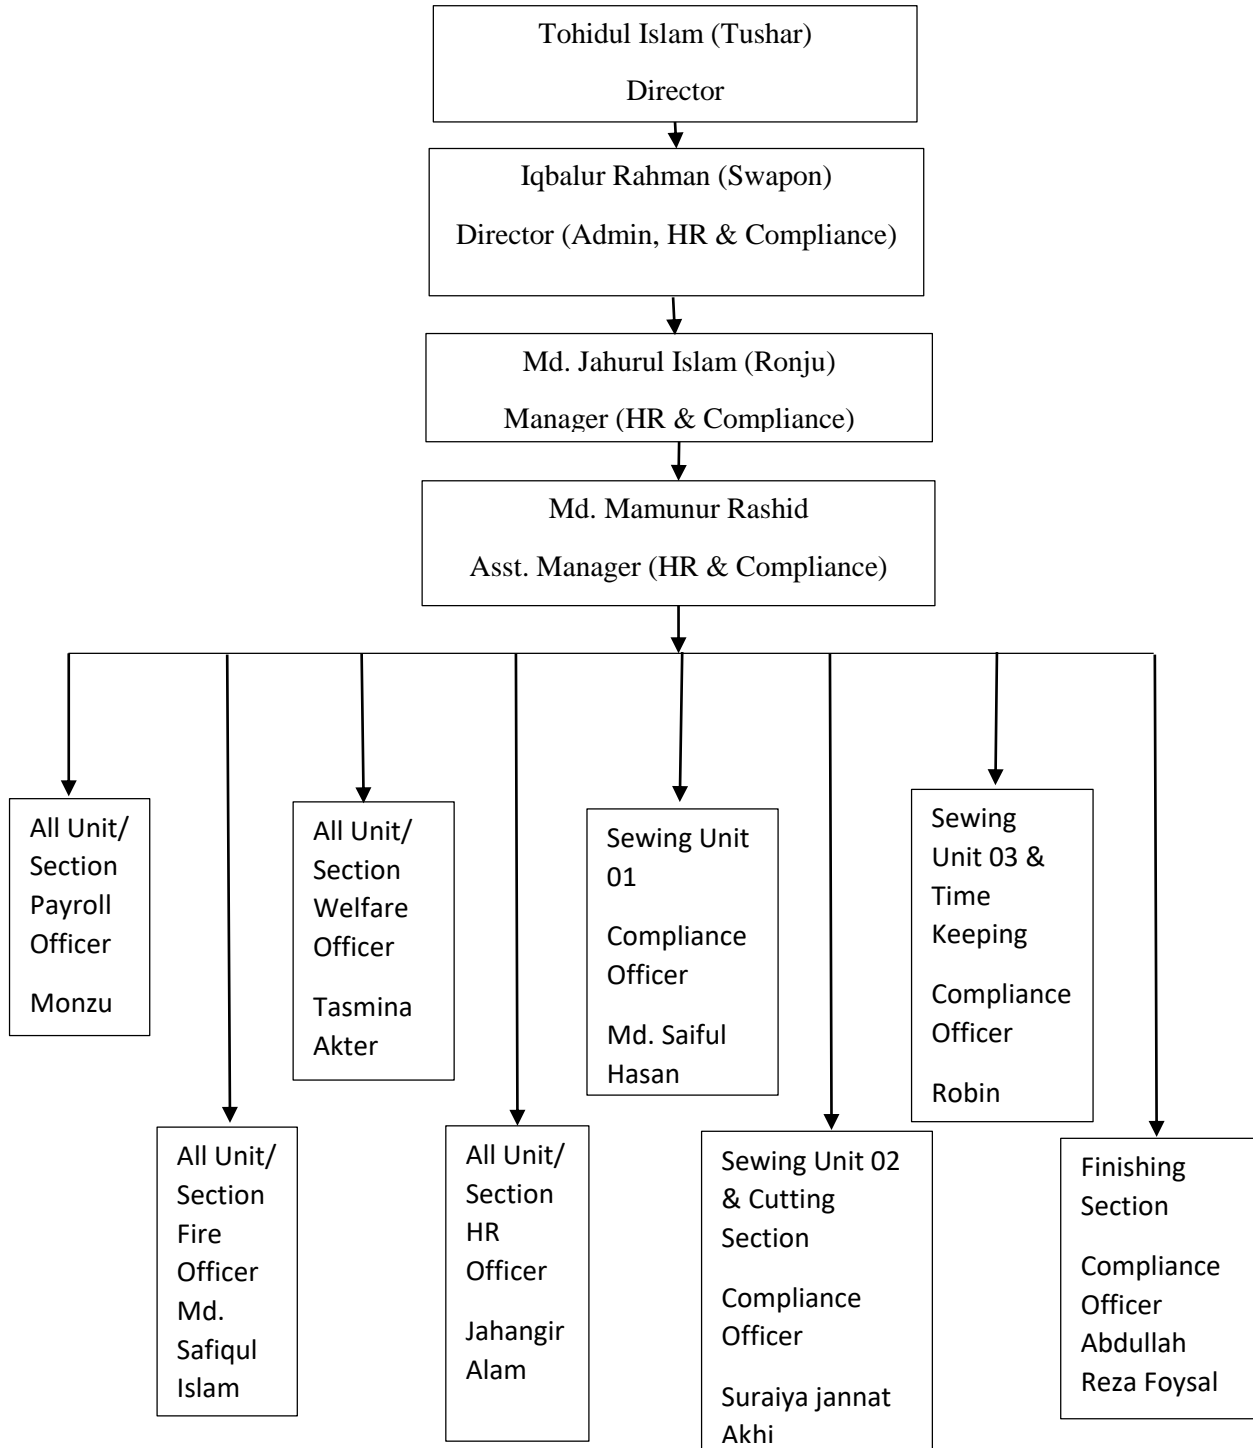 Tohidul Islam (Tushar)
Director
Iqbalur Rahman (Swapon)
Director (Admin, HR & Compliance)
Md. Jahurul Islam (Ronju)
Manager (HR & Compliance)
Md. Mamunur Rashid
Asst. Manager (HR & Compliance)
All Unit/
Section
Payroll
Officer
Monzu
All Unit/
Section
Fire
Officer
Md.
Safiqul
Islam
All Unit/
Section
Welfare
Officer
Tasmina
Akter
All Unit/
Section
HR
Officer
Jahangir
Alam
Sewing Unit
01
Compliance
Officer
Md. Saiful
Hasan
Sewing Unit 02
& Cutting
Section
Compliance
Officer
Suraiya jannat
Akhi
Sewing
Unit 03 &
Time
Keeping
Compliance
Officer
Robin
Finishing
Section
Compliance
Officer
Abdullah
Reza Foysal